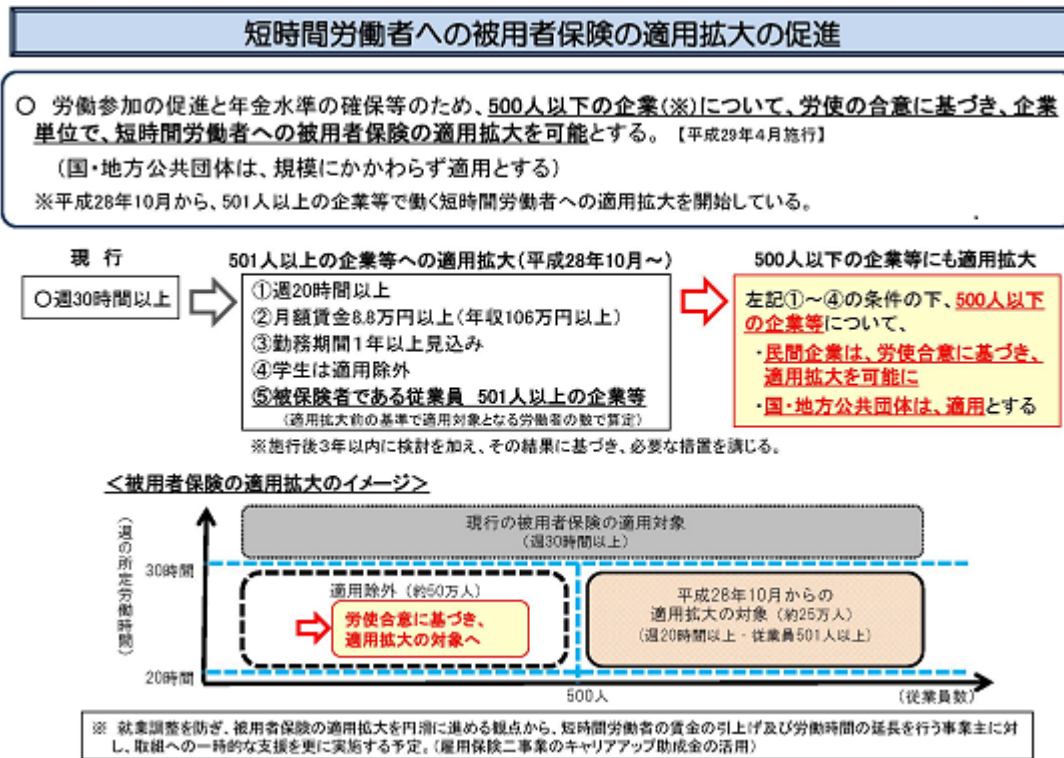 短時間労働者への被用者保険の適用拡大の促進
○ 労働参加の促進と年金水準の確保等のため、500人以下の企業(※)について、労使の合意に基づき、企業
単位で、短時間労働者への被用者保険の適用拡大を可能とする。【平成29年4月施行】
(国・地方公共団体は、規模にかかわらず適用とする)
※平成28年10月から、501人以上の企業等で働く短時間労働者への適用拡大を開始している。
現 行
○週30時間以上
501人以上の企業等への適用拡大(平成28年10月~)
①週20時間以上
②月額賃金8.8万円以上(年収106万円以上)
③勤務期間1年以上見込み
④学生は適用除外
⑤被保険者である従業員 501人以上の企業等
(適用拡大前の基準で適用対象となる労働者の数で算定)
500人以下の企業等にも適用拡大
左記①~④の条件の下、500人以下
の企業等について、
・民間企業は、労使合意に基づき、
適用拡大を可能に
・国・地方公共団体は、適用とする
※施行後3年以内に検討を加え、その結果に基づき、必要な措置を講じる。
<被用者保険の適用拡大のイメージ>
(週の所定労働時間)
現行の被用者保険の適用対象
(週30時間以上)
30時間
適用除外 (約50万人)
労使合意に基づき、
適用拡大の対象へ
平成28年10月からの
適用拡大の対象 (約25万人)
(週20時間以上・従業員501人以上)
20時間
500人
(従業員数)
※ 就業調整を防ぎ、被用者保険の適用拡大を円滑に進める観点から、短時間労働者の賃金の引上げ及び労働時間の延長を行う事業主に対
し、取組への一時的な支援を更に実施する予定。(雇用保険二事業のキャリアアップ助成金の活用)